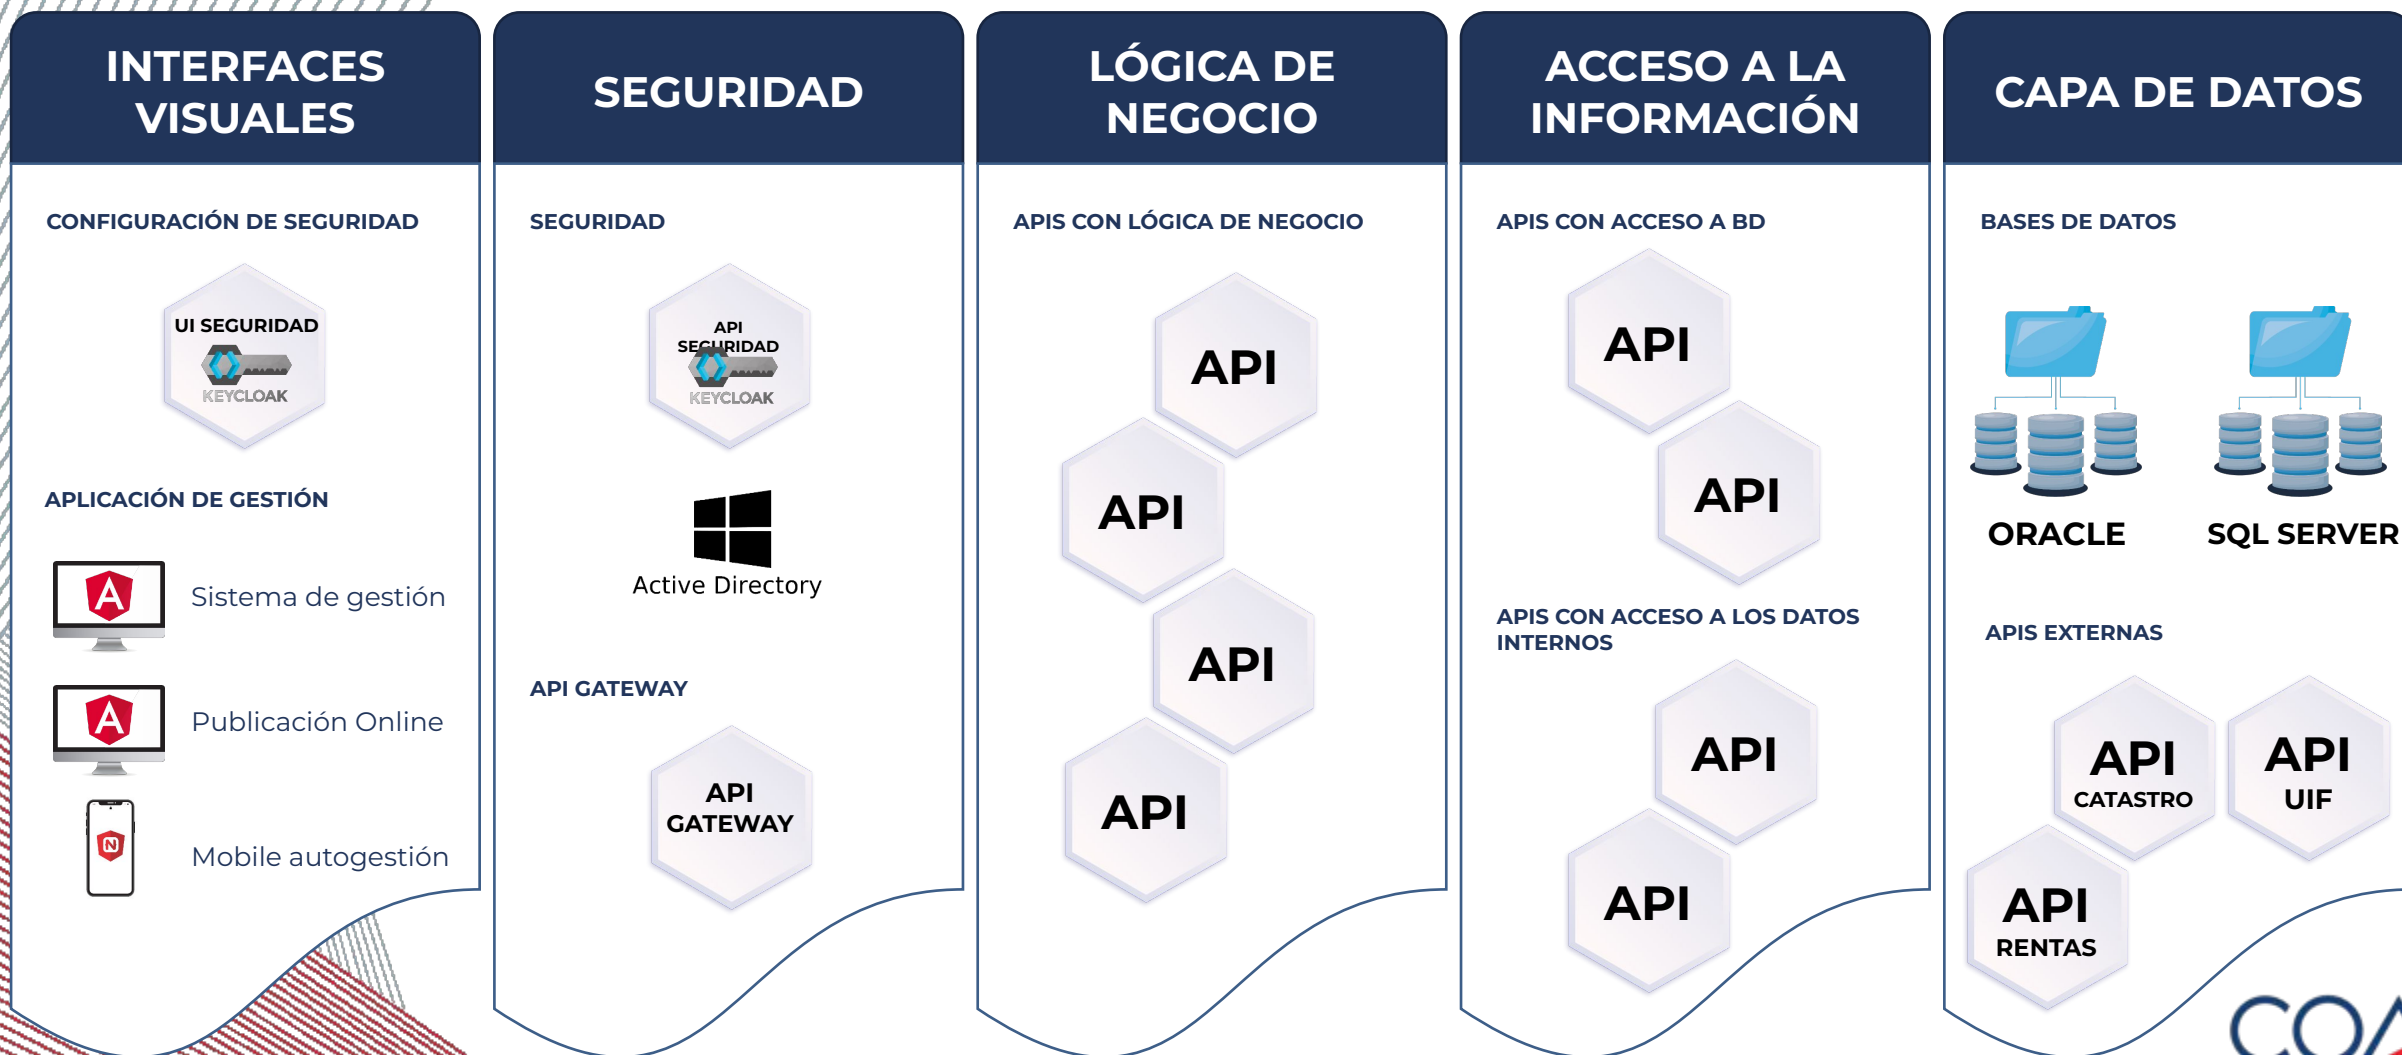 INTERFACES
VISUALES
CONFIGURACIÓN DE SEGURIDAD
UI SEGURIDAD
KEYCLOAK
APLICACIÓN DE GESTIÓN
Sistema de gestión
Publicación Online
Mobile autogestión
SEGURIDAD
SEGURIDAD
API
SEGURIDAD
KEYCLOAK
Active Directory
API GATEWAY
API
GATEWAY
LÓGICA DE
NEGOCIO
APIS CON LÓGICA DE NEGOCIO
API
API
API
API
ACCESO A LA
INFORMACIÓN
APIS CON ACCESO A BD
API
API
APIS CON ACCESO A LOS DATOS
INTERNOS
API
API
CAPA DE DATOS
BASES DE DATOS
ORACLE
SQL SERVER
APIS EXTERNAS
API
CATASTRO
API
UIF
API
RENTAS